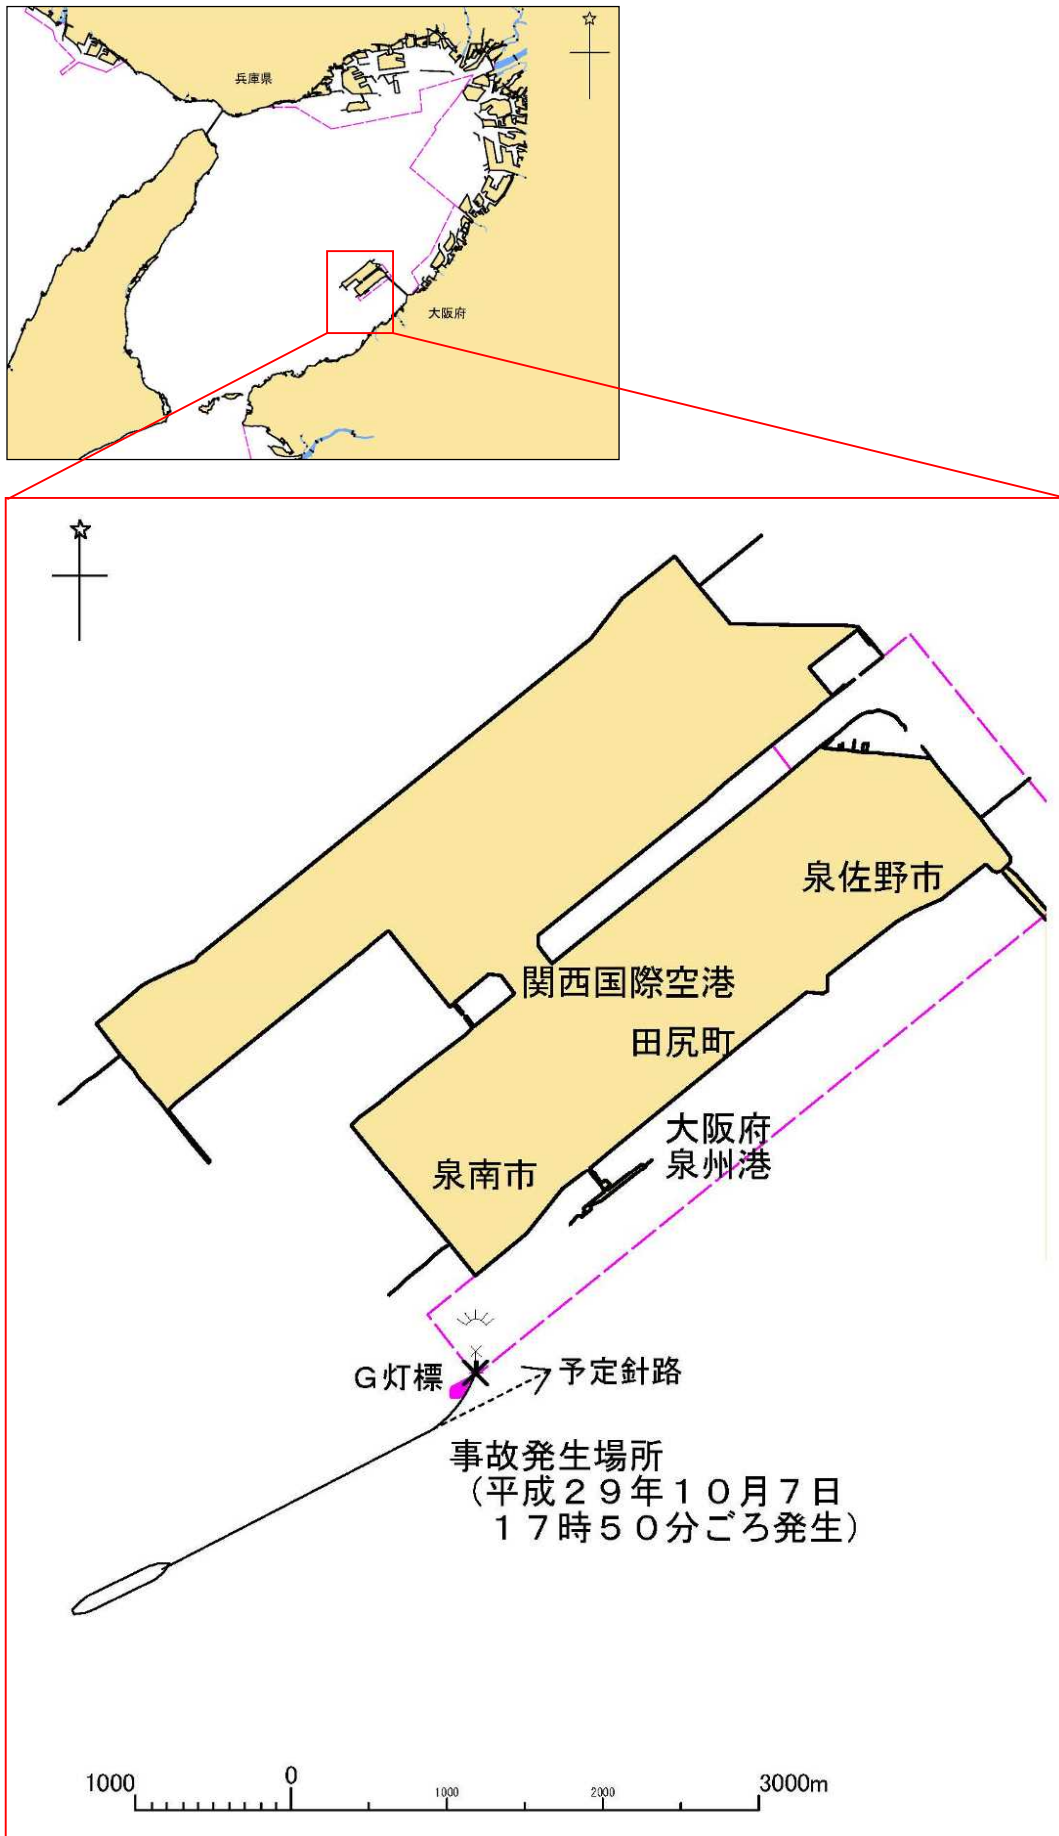 兵庫県
大阪府
泉佐野市
関西国際空港
田尻町
大阪府
泉州港
泉南市
G灯標
予定針路
事故発生場所
(平成29年10月7日
17時50分ごろ発生)
1000
0
1000
2000
3000m